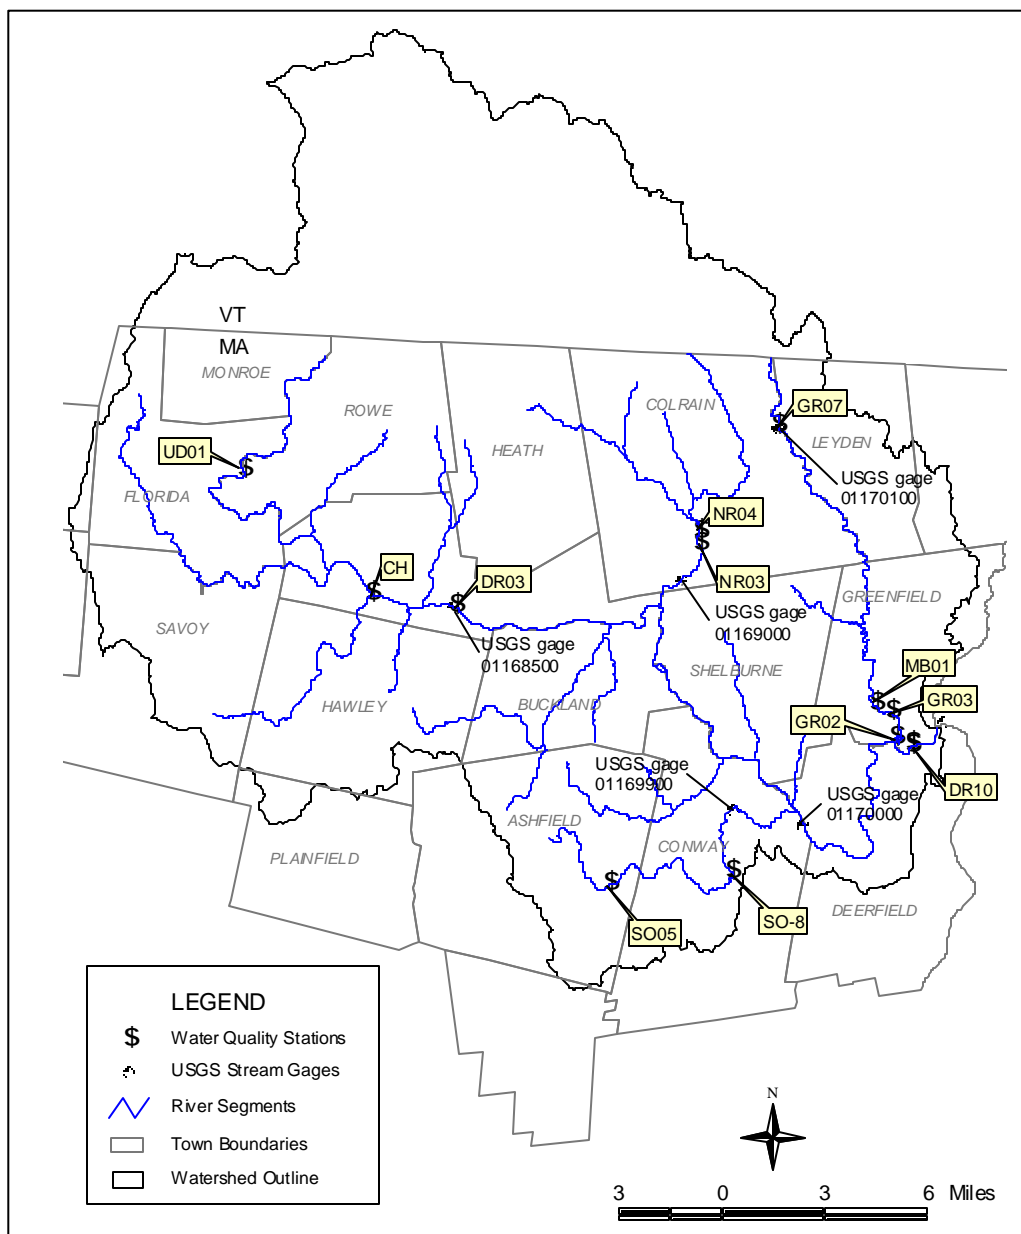 VT
MA
MONROE
ROWE
COLRAIN
GR07
LEYDEN
HEATH
UD01
USGS gage
01170100
FLORIDA
NR04
CH
DR03
NR03
GREENFIELD
SAVOY
USGS gage
01169000
USGS gage
01168500
MB01
SHELBURNE
GR03
HAWLEY
BUCKLAND
GR02
USGS gage
01169900
DR10
USGS gage
01170000
ASHFIELD
CONWAY
PLAINFIELD
SO-8
DEERFIELD
SO05
LEGEND
$ Water Quality Stations
USGS Stream Gages
River Segments
Town Boundaries
Watershed Outline
N
3 0 3 6 Miles